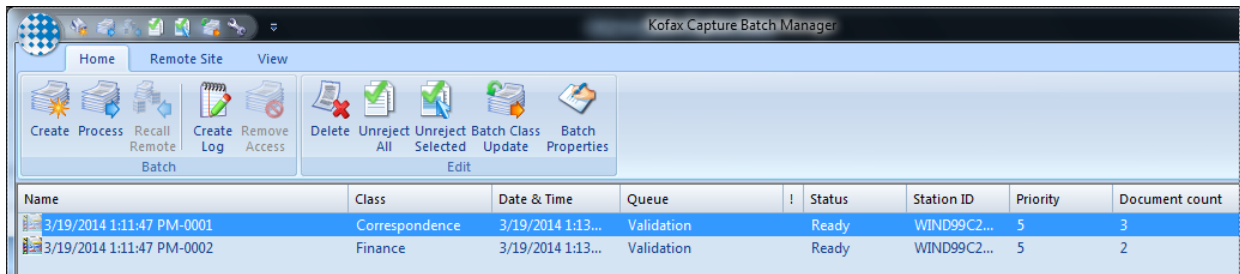 Kofax Capture Batch Manager
Home Remote Site View
Create Process Recall Remote Create Log Remove Access Delete Unreject All Unreject Selected Batch Class Update Batch Properties
Batch Edit
Name Class Date & Time Queue ! Status Station ID Priority Document count
3/19/2014 1:11:47 PM-0001 Correspondence 3/19/2014 1:13... Validation Ready WIND99C2... 5 3
3/19/2014 1:11:47 PM-0002 Finance 3/19/2014 1:13... Validation Ready WIND99C2... 5 2